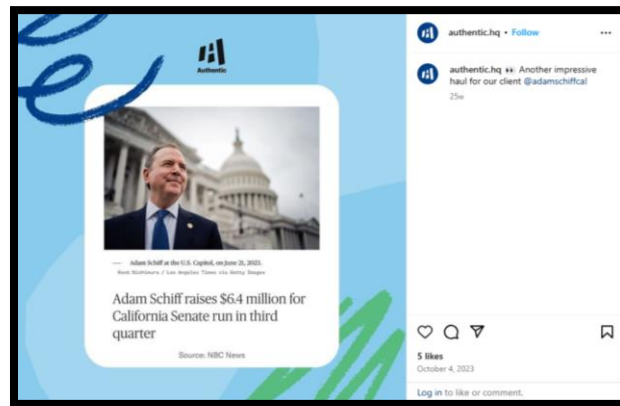 Authentic
— Adam Schiff at the U.S. Capitol, on June 21, 2023.
Kent Nishimura / Los Angeles Times via Getty Images
Adam Schiff raises $6.4 million for
California Senate run in third
quarter
Source: NBC News
authentic.hq • Follow
authentic.hq 👀 Another impressive
haul for our client @adamschiffcal
25w
5 likes
October 4, 2023
Log in to like or comment.